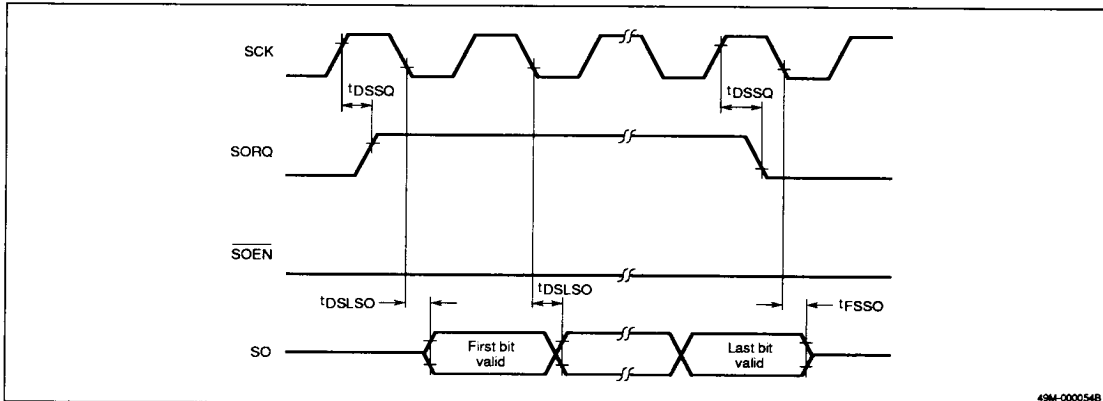 SCK
tDSSQ
tDSSQ
SORQ
SOEN
tDSLSO
tDSLSO
tFSSO
SO
First bit
valid
Last bit
valid
49M-000054B